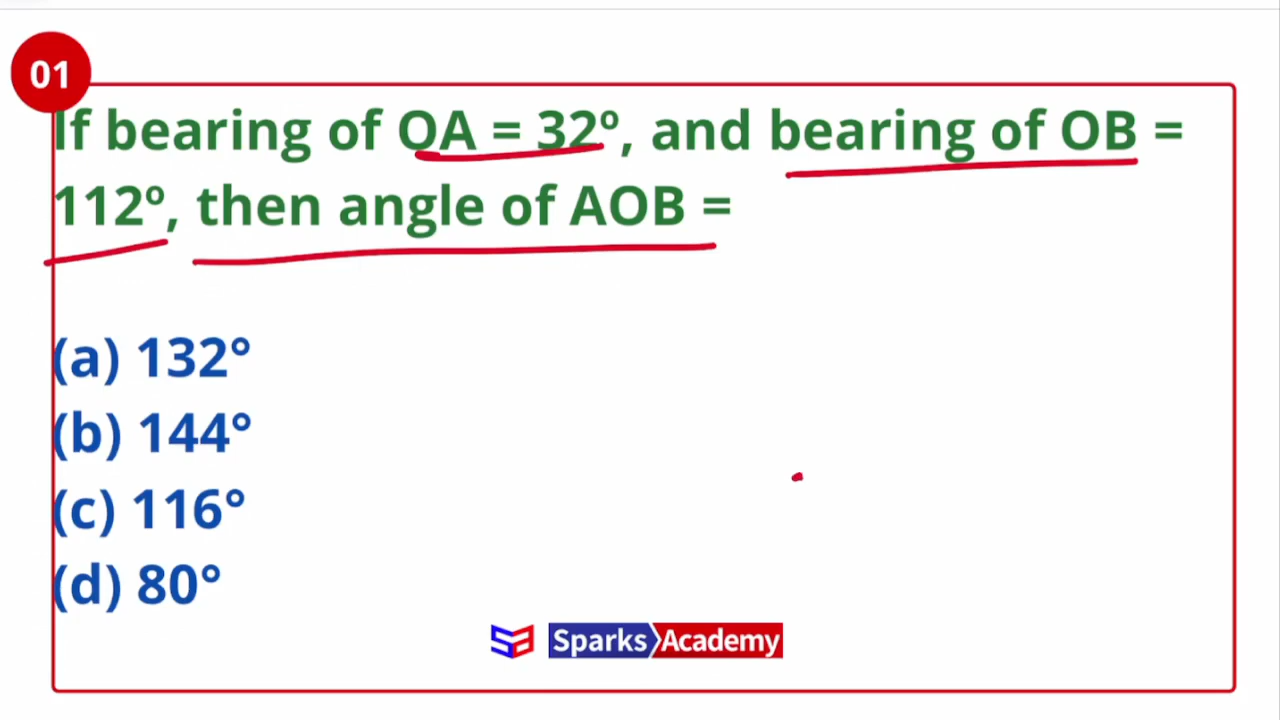 01
If bearing of OA = 32º, and bearing of OB =
112º, then angle of AOB =
(a) 132°
(b) 144°
(c) 116°
(d) 80°
Sparks Academy